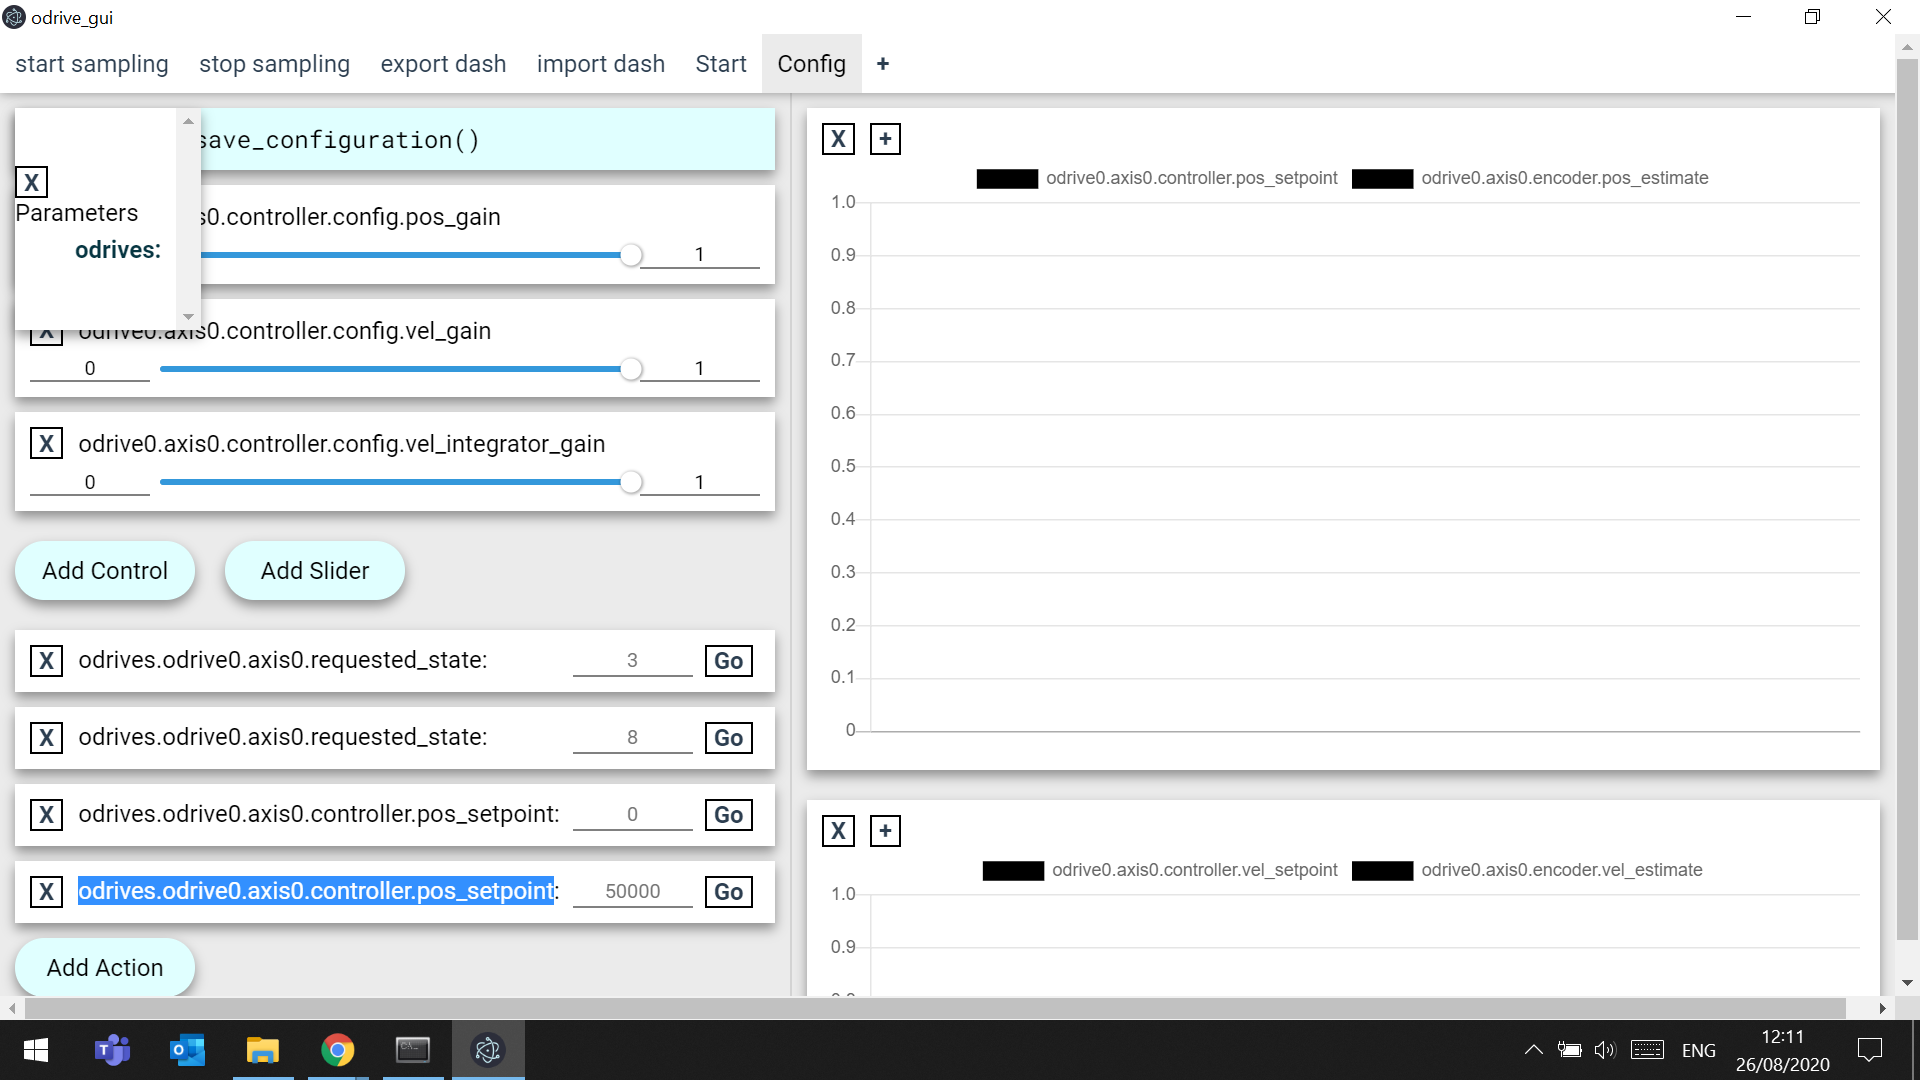 odrive_gui
start sampling stop sampling export dash import dash Start Config +
save_configuration()
X
Parameters
odrives:
s0.controller.config.pos_gain
1
X odrive0.axis0.controller.config.vel_gain
0 1
X odrive0.axis0.controller.config.vel_integrator_gain
0 1
Add Control Add Slider
X odrives.odrive0.axis0.requested_state: 3 Go
X odrives.odrive0.axis0.requested_state: 8 Go
X odrives.odrive0.axis0.controller.pos_setpoint: 0 Go
X odrives.odrive0.axis0.controller.pos_setpoint: 50000 Go
Add Action
X +
odrive0.axis0.controller.pos_setpoint odrive0.axis0.encoder.pos_estimate
1.0
0.9
0.8
0.7
0.6
0.5
0.4
0.3
0.2
0.1
0
X +
odrive0.axis0.controller.vel_setpoint odrive0.axis0.encoder.vel_estimate
1.0
0.9
ENG
12:11
26/08/2020